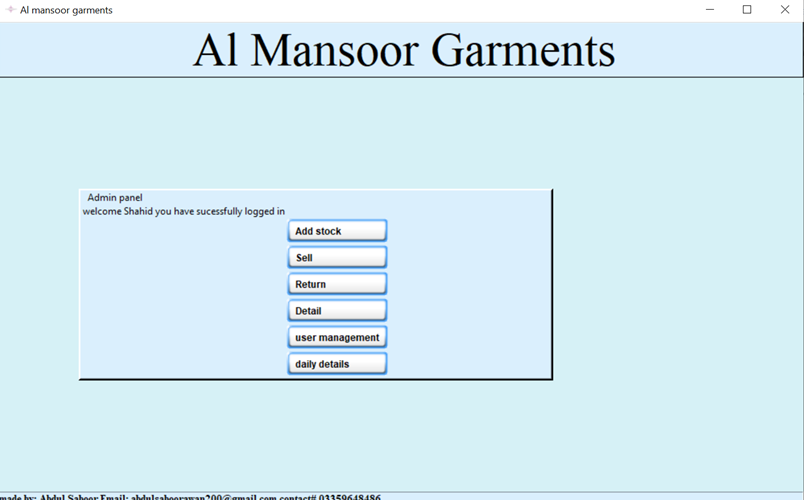 Al mansoor garments
Al Mansoor Garments
Admin panel
welcome Shahid you have sucessfully logged in
Add stock
Sell
Return
Detail
user management
daily details
made by: Abdul Saboor Email: abdulsaboorawan200@gmail.com contact# 03359648486